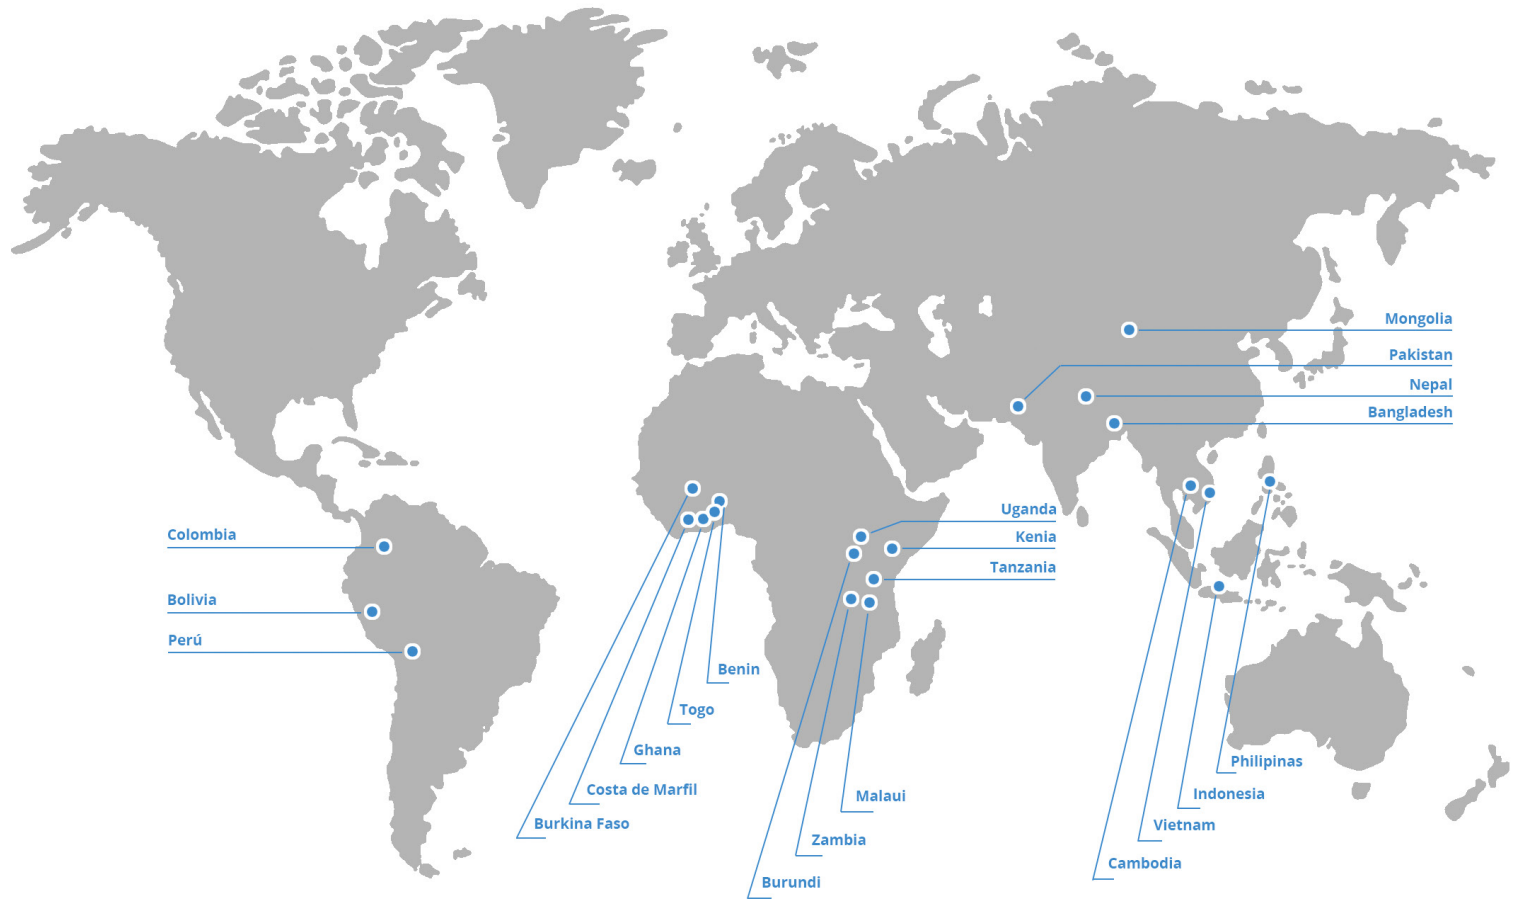 Mongolia
Pakistan
Nepal
Bangladesh
Uganda
Kenia
Tanzania
Colombia
Bolivia
Perú
Benin
Togo
Ghana
Costa de Marfil
Burkina Faso
Malaui
Zambia
Burundi
Philipinas
Indonesia
Vietnam
Cambodia